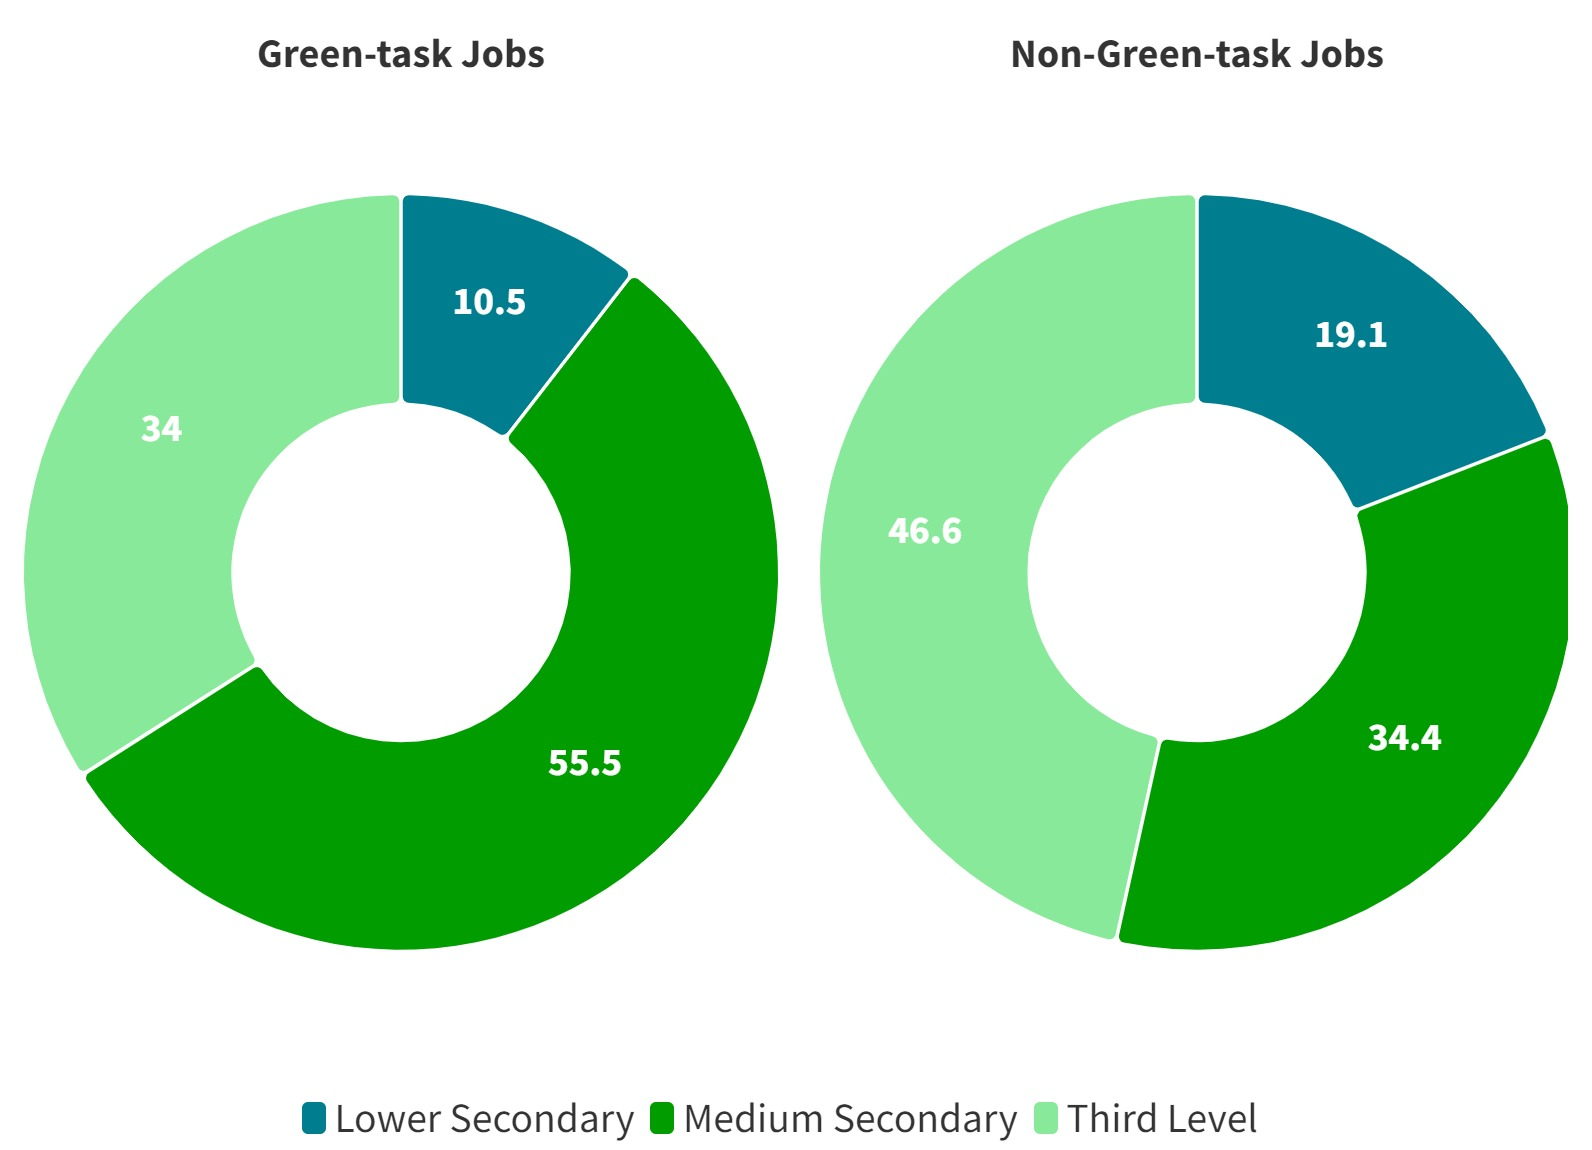 Green-task Jobs
Non-Green-task Jobs
10.5
34
55.5
19.1
46.6
34.4
Lower Secondary
Medium Secondary
Third Level